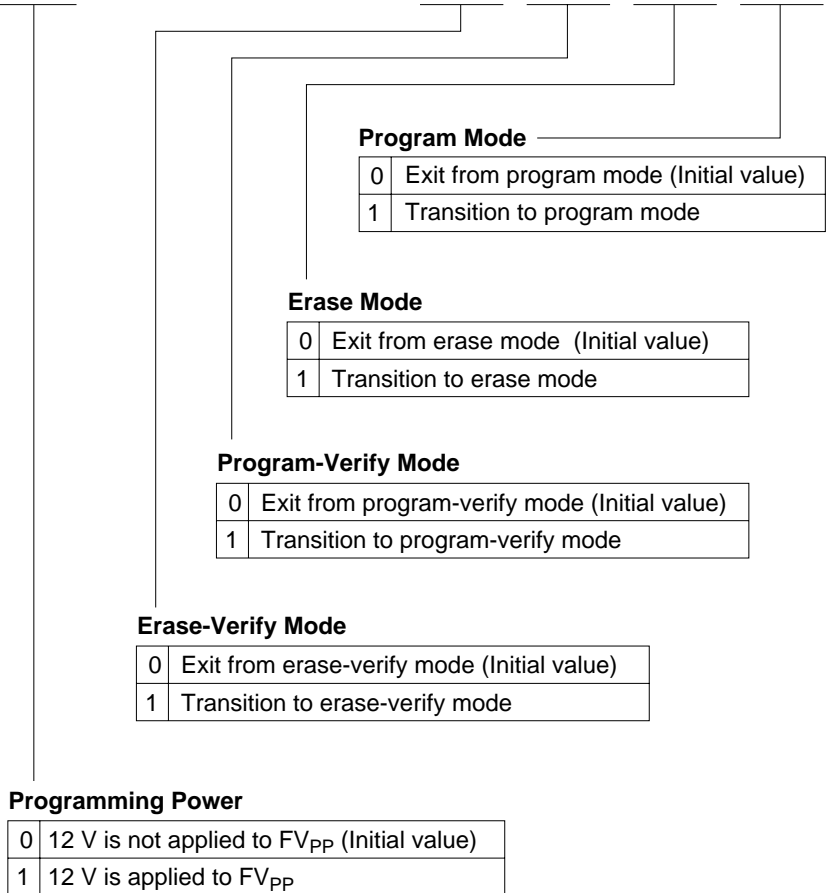 Program Mode
0 Exit from program mode (Initial value)
1 Transition to program mode
Erase Mode
0 Exit from erase mode (Initial value)
1 Transition to erase mode
Program-Verify Mode
0 Exit from program-verify mode (Initial value)
1 Transition to program-verify mode
Erase-Verify Mode
0 Exit from erase-verify mode (Initial value)
1 Transition to erase-verify mode
Programming Power
0 12 V is not applied to FVPP (Initial value)
1 12 V is applied to FVPP